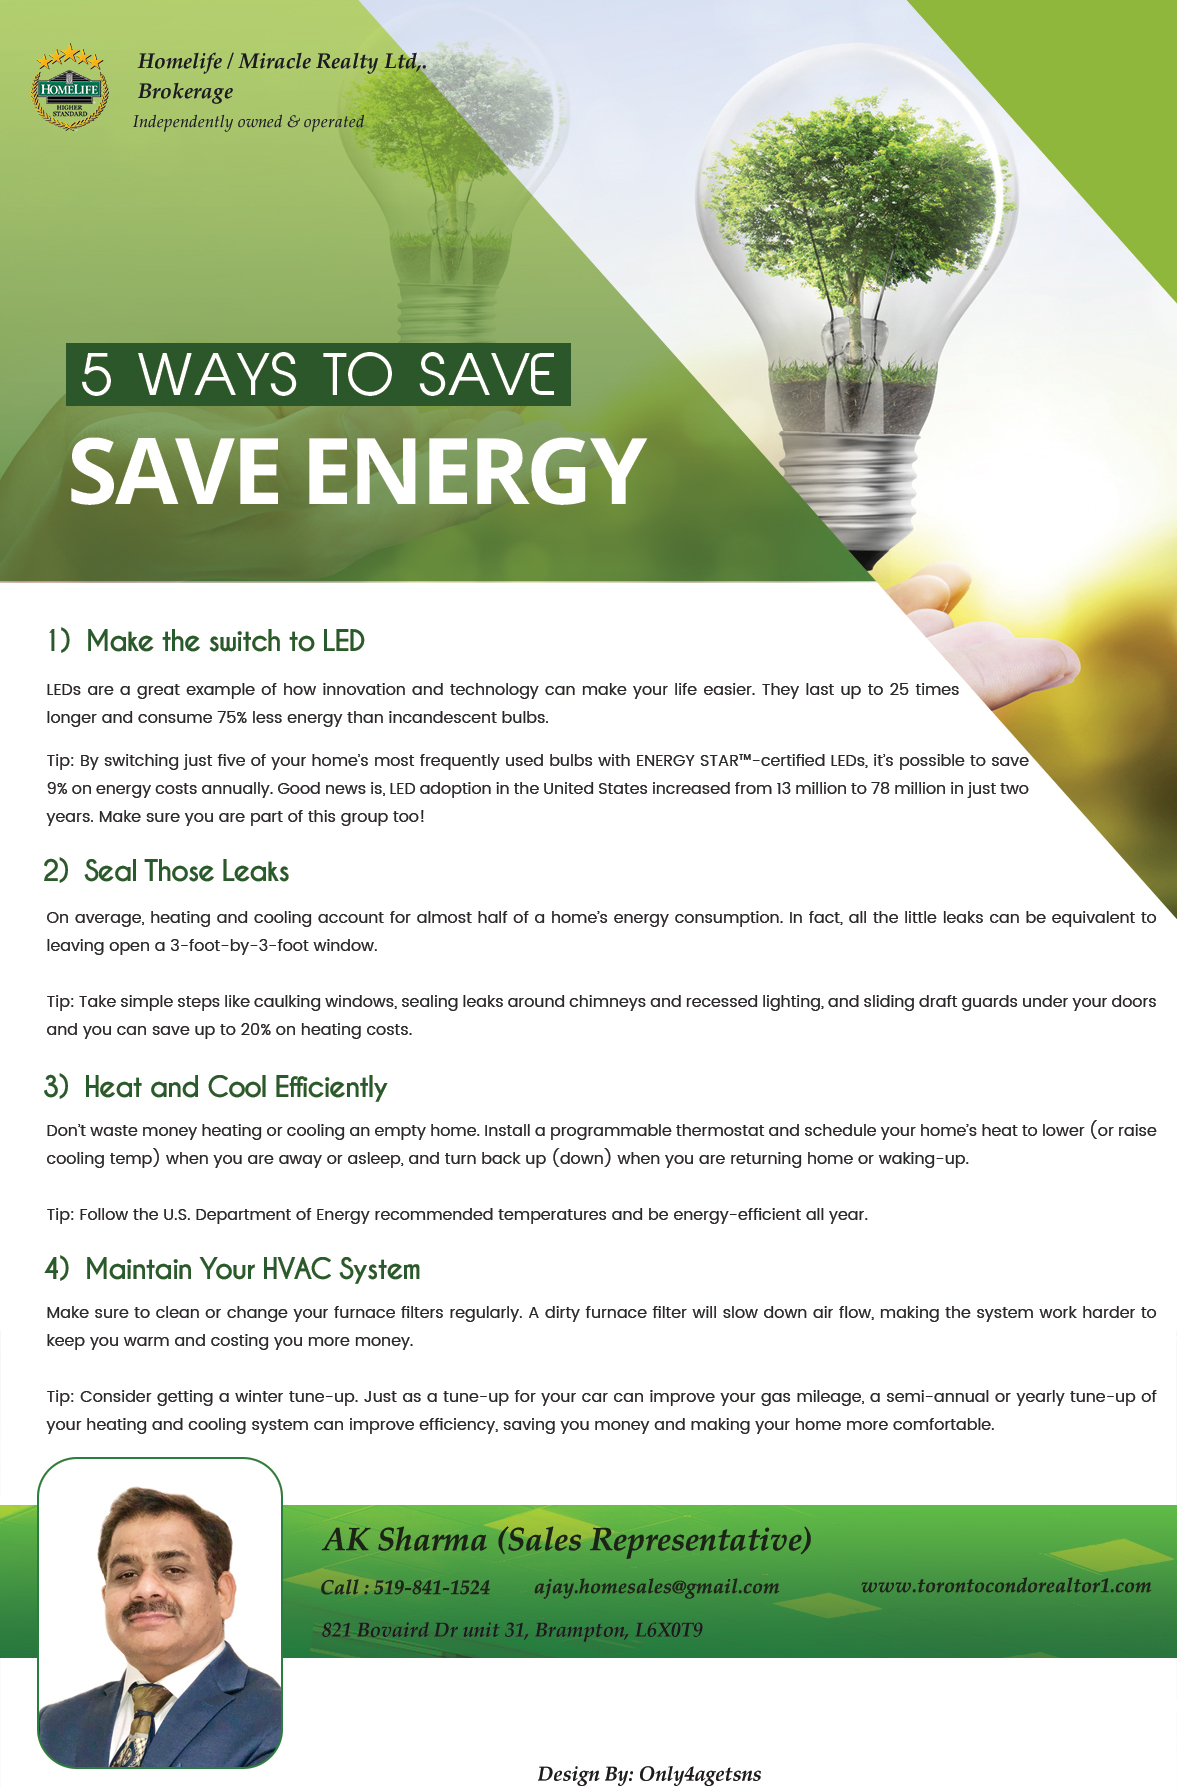 Homelife / Miracle Realty Ltd,.
Brokerage
Independently owned & operated
HOMELIFE
HIGHER
STANDARD
5 WAYS TO SAVE
SAVE ENERGY
1) Make the switch to LED
LEDs are a great example of how innovation and technology can make your life easier. They last up to 25 times
longer and consume 75% less energy than incandescent bulbs.
Tip: By switching just five of your home's most frequently used bulbs with ENERGY STAR™-certified LEDs, it's possible to save
9% on energy costs annually. Good news is, LED adoption in the United States increased from 13 million to 78 million in just two
years. Make sure you are part of this group too!
2) Seal Those Leaks
On average, heating and cooling account for almost half of a home's energy consumption. In fact, all the little leaks can be equivalent to
leaving open a 3-foot-by-3-foot window.
Tip: Take simple steps like caulking windows, sealing leaks around chimneys and recessed lighting, and sliding draft guards under your doors
and you can save up to 20% on heating costs.
3) Heat and Cool Efficiently
Don't waste money heating or cooling an empty home. Install a programmable thermostat and schedule your home's heat to lower (or raise
cooling temp) when you are away or asleep, and turn back up (down) when you are returning home or waking-up.
Tip: Follow the U.S. Department of Energy recommended temperatures and be energy-efficient all year.
4) Maintain Your HVAC System
Make sure to clean or change your furnace filters regularly. A dirty furnace filter will slow down air flow, making the system work harder to
keep you warm and costing you more money.
Tip: Consider getting a winter tune-up. Just as a tune-up for your car can improve your gas mileage, a semi-annual or yearly tune-up of
your heating and cooling system can improve efficiency, saving you money and making your home more comfortable.
AK Sharma (Sales Representative)
Call : 519-841-1524 ajay.homesales@gmail.com www.torontocondorealtor1.com
821 Bovaird Dr unit 31, Brampton, L6X0T9
Design By: Only4agetsns